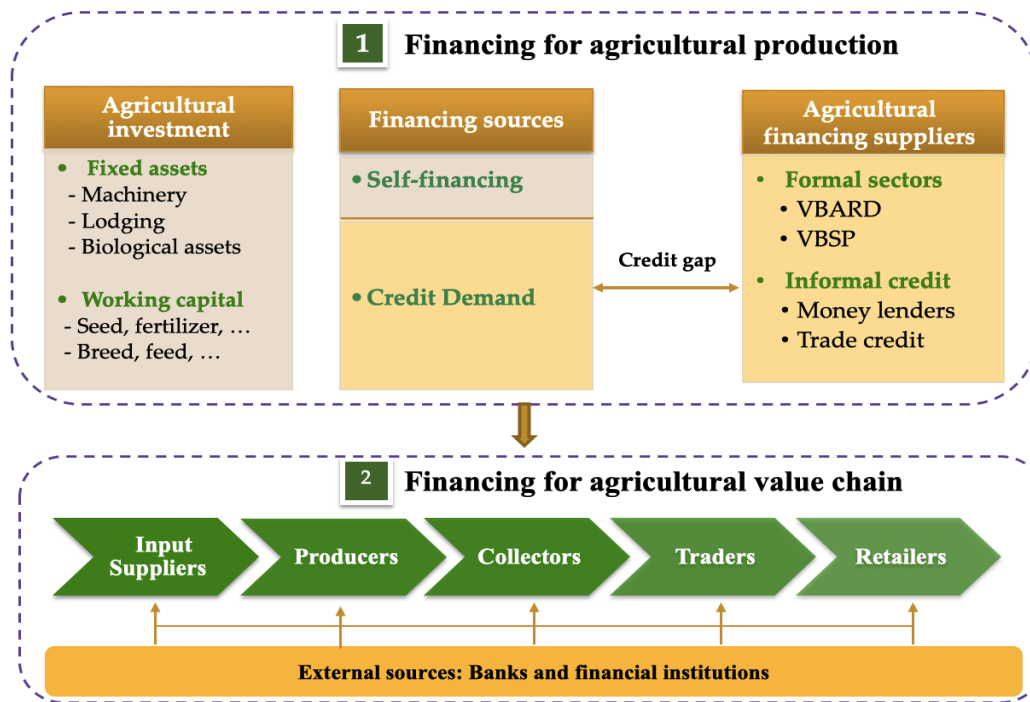 1 Financing for agricultural production
Agricultural
investment
• Fixed assets
- Machinery
- Lodging
- Biological assets
• Working capital
- Seed, fertilizer, …
- Breed, feed, …
Financing sources
• Self-financing
• Credit Demand
Credit gap
Agricultural
financing suppliers
• Formal sectors
• VBARD
• VBSP
• Informal credit
• Money lenders
• Trade credit
2 Financing for agricultural value chain
Input
Suppliers
Producers
Collectors
Traders
Retailers
External sources: Banks and financial institutions